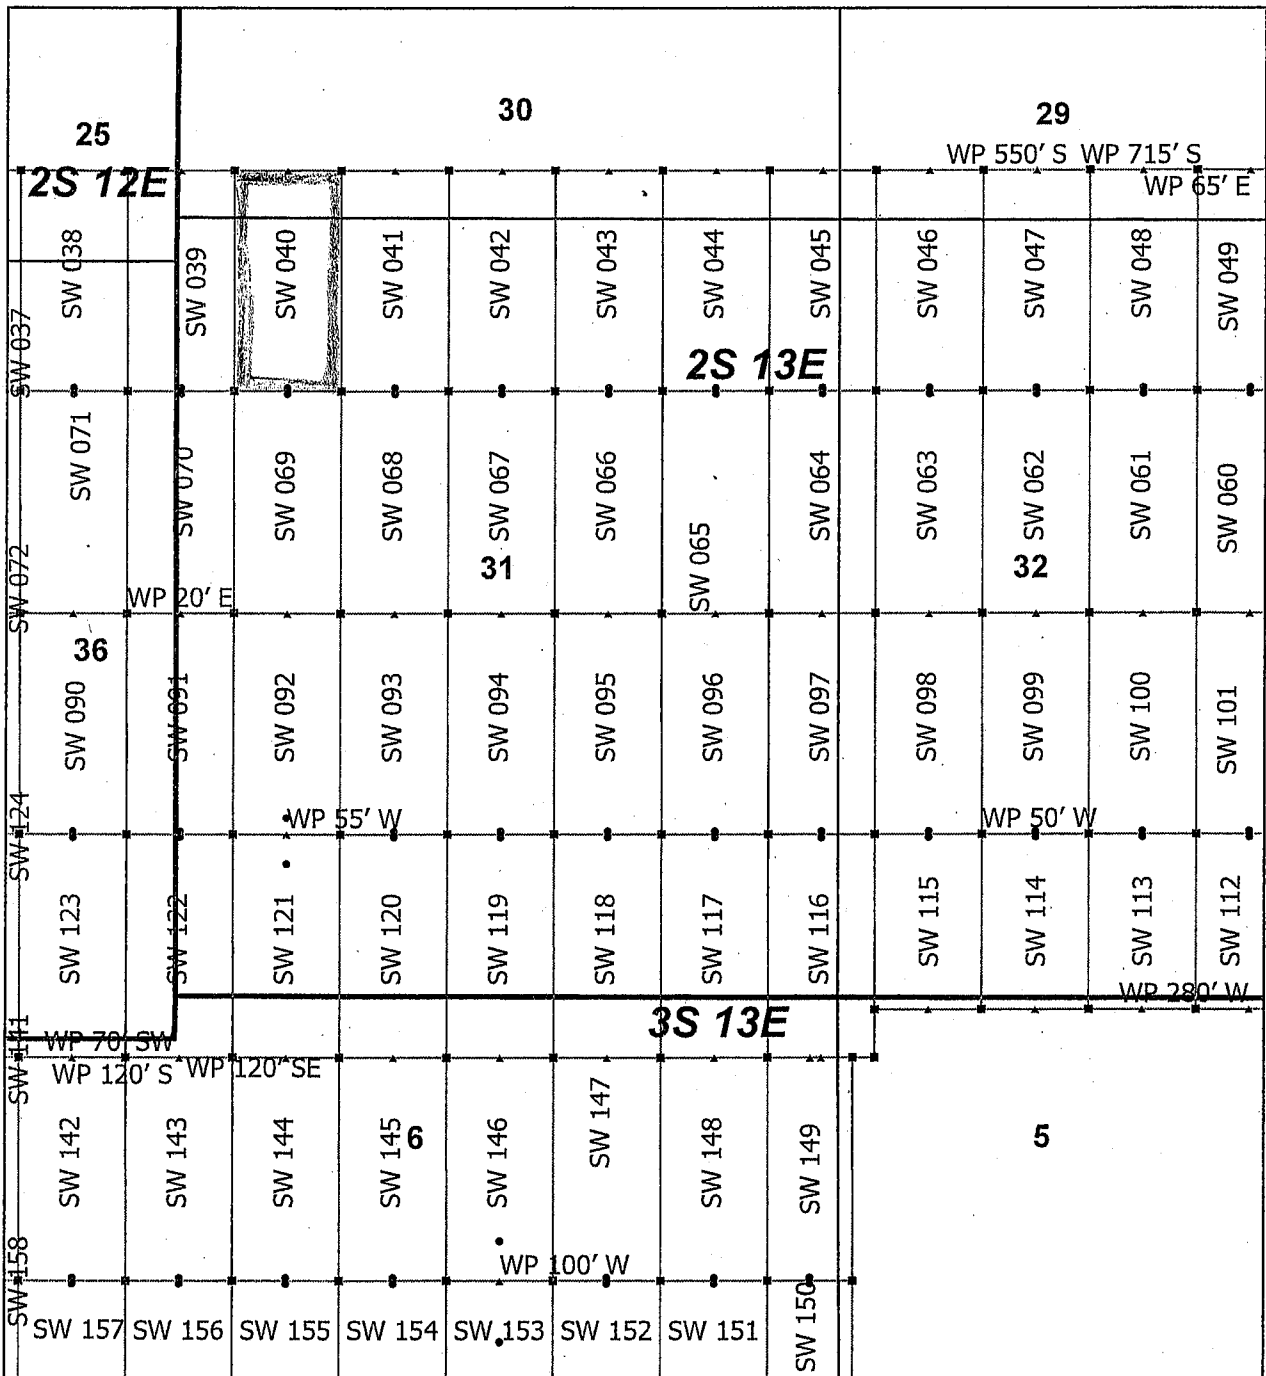 25
30
29
WP 550' S WP 715' S
2S 12E
WP 65' E
SW 037
SW 038
SW 039
SW 040
SW 041
SW 042
SW 043
SW 044
SW 045
SW 046
SW 047
SW 048
SW 049
2S 13E
SW 072
SW 071
SW 070
SW 069
SW 068
SW 067
SW 066
SW 065
SW 064
SW 063
SW 062
SW 061
SW 060
31
32
WP 20' E
36
SW 090
SW 091
SW 092
SW 093
SW 094
SW 095
SW 096
SW 097
SW 098
SW 099
SW 100
SW 101
WP 55' W
WP 50' W
SW 124
SW 123
SW 122
SW 121
SW 120
SW 119
SW 118
SW 117
SW 116
SW 115
SW 114
SW 113
SW 112
WP 280' W
3S 13E
SW 141
WP 70' SW
WP 120' S
WP 120' SE
SW 142
SW 143
SW 144
SW 145
6
SW 146
SW 147
SW 148
SW 149
5
WP 100' W
SW 158
SW 157
SW 156
SW 155
SW 154
SW 153
SW 152
SW 151
SW 150